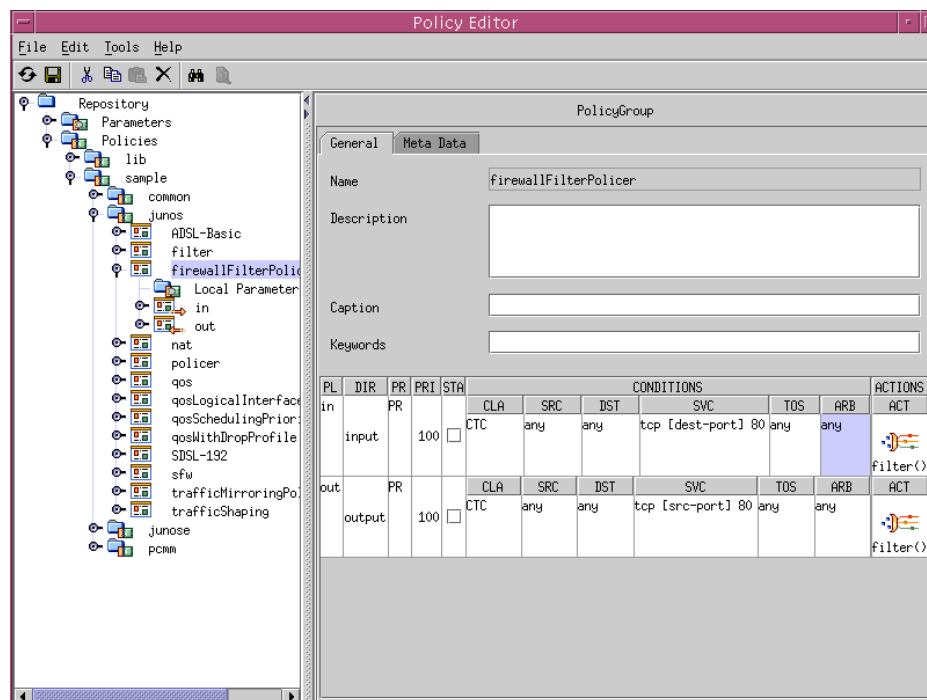 Policy Editor
File Edit Tools Help
Repository
Parameters
Policies
lib
sample
common
junos
ADSL-Basic
filter
firewallFilterPolic
Local Parameter
in
out
nat
policer
qos
qosLogicalInterface
qosSchedulingPrior
qosWithDropProfile
SDSL-192
sfw
trafficMirroringPo
trafficShaping
junose
pcmm
PolicyGroup
General Meta Data
Name firewallFilterPolicer
Description
Caption
Keywords
PL DIR PR PRI STA CONDITIONS ACTIONS
in PR CLA SRC DST SVC TOS ARB ACT
CTC any any tcp [dest-port] 80 any any
input 100
filter()
out PR CLA SRC DST SVC TOS ARB ACT
CTC any any tcp [src-port] 80 any any
output 100
filter()